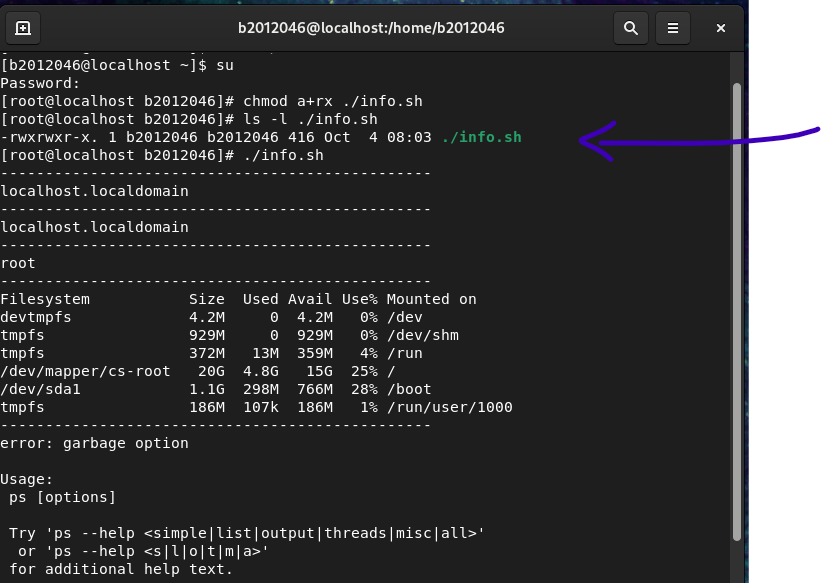 b2012046@localhost:/home/b2012046
[b2012046@localhost ~]$ su
Password:
[root@localhost b2012046]# chmod a+rx ./info.sh
[root@localhost b2012046]# ls -l ./info.sh
-rwxrwxr-x. 1 b2012046 b2012046 416 Oct  4 08:03 ./info.sh
[root@localhost b2012046]# ./info.sh
------------------------------------------------
localhost.localdomain
------------------------------------------------
localhost.localdomain
------------------------------------------------
root
------------------------------------------------
Filesystem           Size  Used Avail Use% Mounted on
devtmpfs             4.2M     0  4.2M   0% /dev
tmpfs                929M     0  929M   0% /dev/shm
tmpfs                372M   13M  359M   4% /run
/dev/mapper/cs-root   20G  4.8G   15G  25% /
/dev/sda1            1.1G  298M  766M  28% /boot
tmpfs                186M  107k  186M   1% /run/user/1000
------------------------------------------------
error: garbage option

Usage:
 ps [options]

 Try 'ps --help <simple|list|output|threads|misc|all>'
  or 'ps --help <s|l|o|t|m|a>'
 for additional help text.